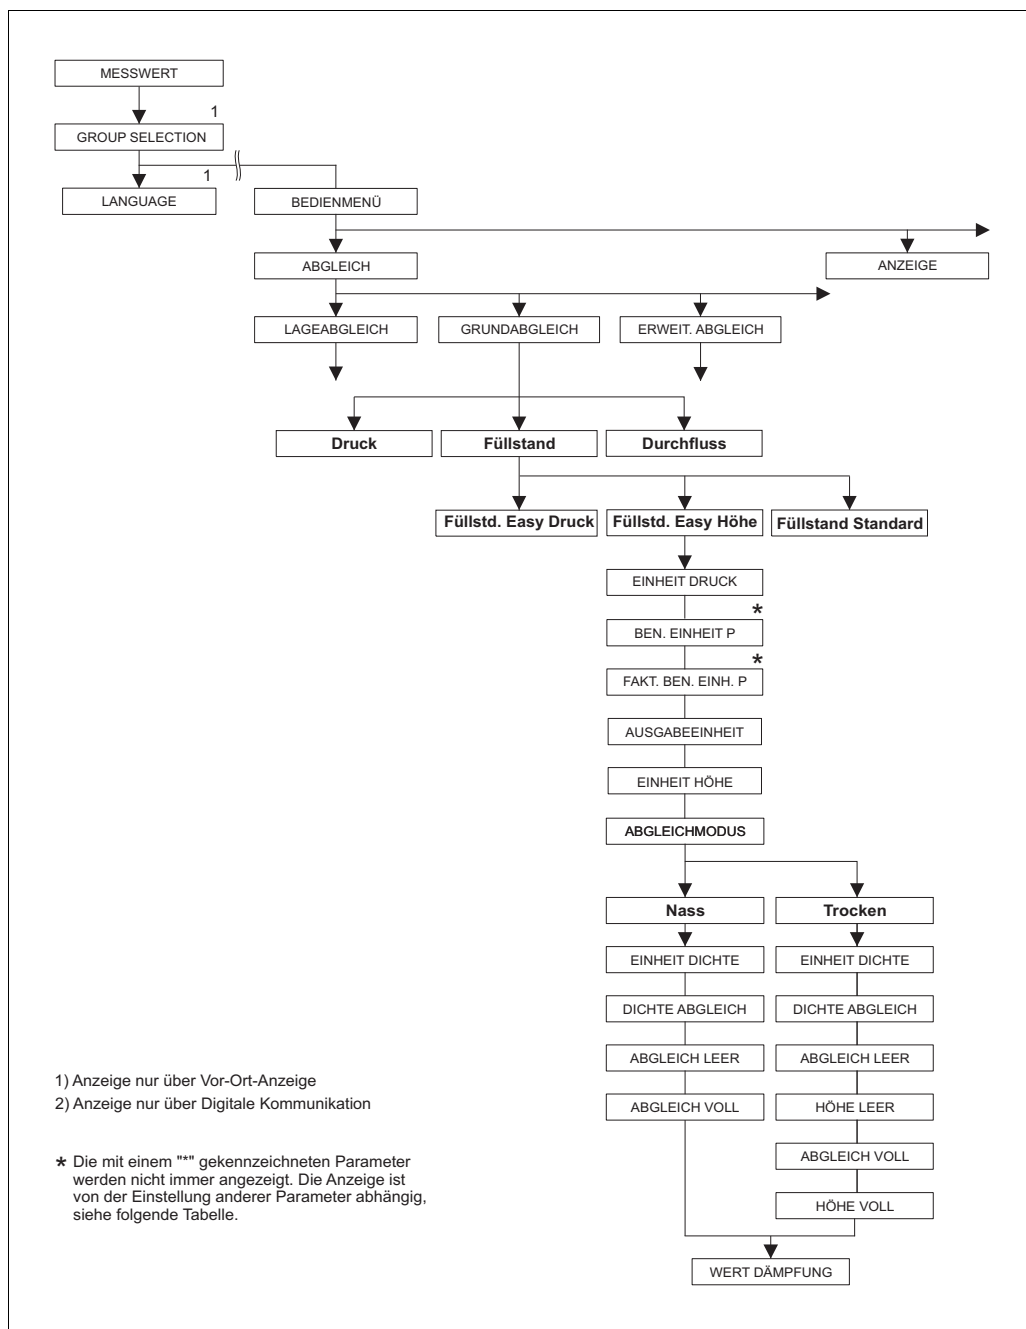 MESSWERT
1
GROUP SELECTION
1
LANGUAGE
BEDIENMENÜ
ABGLEICH
ANZEIGE
LAGEABGLEICH
GRUNDABGLEICH
ERWEIT. ABGLEICH
Druck
Füllstand
Durchfluss
Füllstd. Easy Druck
Füllstd. Easy Höhe
Füllstand Standard
EINHEIT DRUCK
*
BEN. EINHEIT P
*
FAKT. BEN. EINH. P
AUSGABEEINHEIT
EINHEIT HÖHE
ABGLEICHMODUS
Nass
Trocken
EINHEIT DICHTE
EINHEIT DICHTE
DICHTE ABGLEICH
DICHTE ABGLEICH
ABGLEICH LEER
ABGLEICH LEER
ABGLEICH VOLL
HÖHE LEER
ABGLEICH VOLL
HÖHE VOLL
WERT DÄMPFUNG
1) Anzeige nur über Vor-Ort-Anzeige
2) Anzeige nur über Digitale Kommunikation
* Die mit einem "*" gekennzeichneten Parameter
werden nicht immer angezeigt. Die Anzeige ist
von der Einstellung anderer Parameter abhängig,
siehe folgende Tabelle.